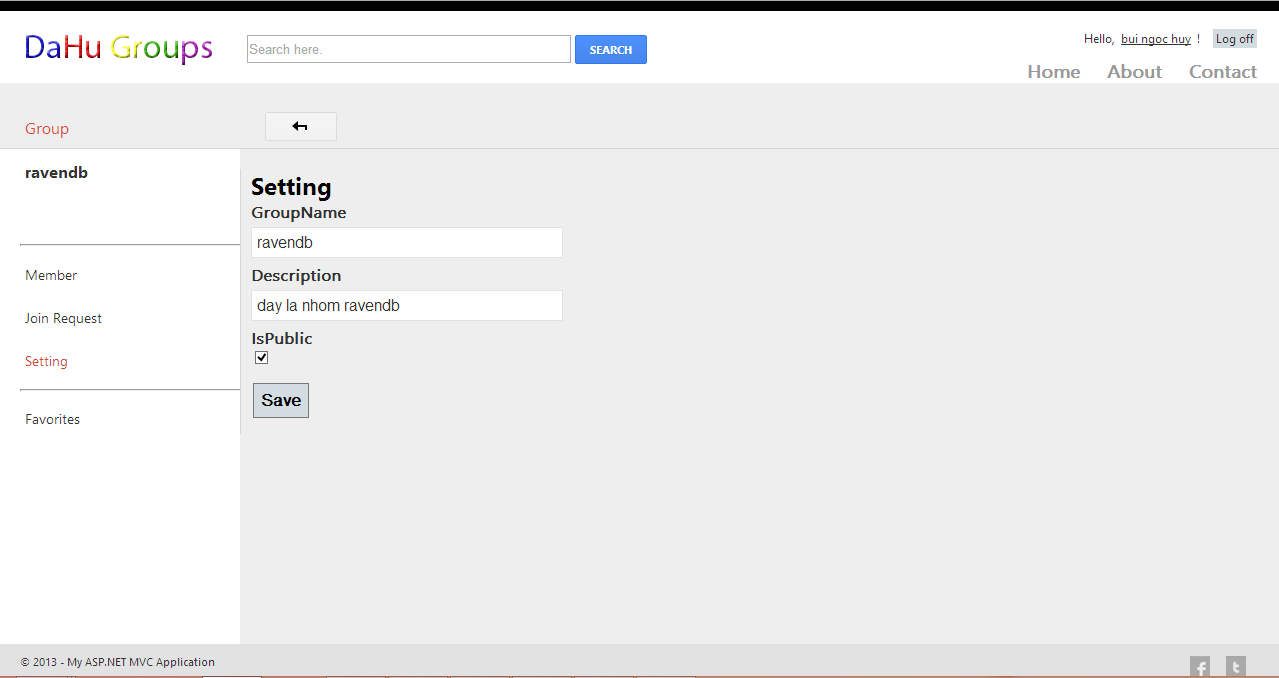 DaHu Groups
Search here.
SEARCH
Hello, bui ngoc huy ! Log off
Home About Contact
Group
ravendb
Member
Join Request
Setting
Favorites
Setting
GroupName
ravendb
Description
day la nhom ravendb
IsPublic
Save
© 2013 - My ASP.NET MVC Application